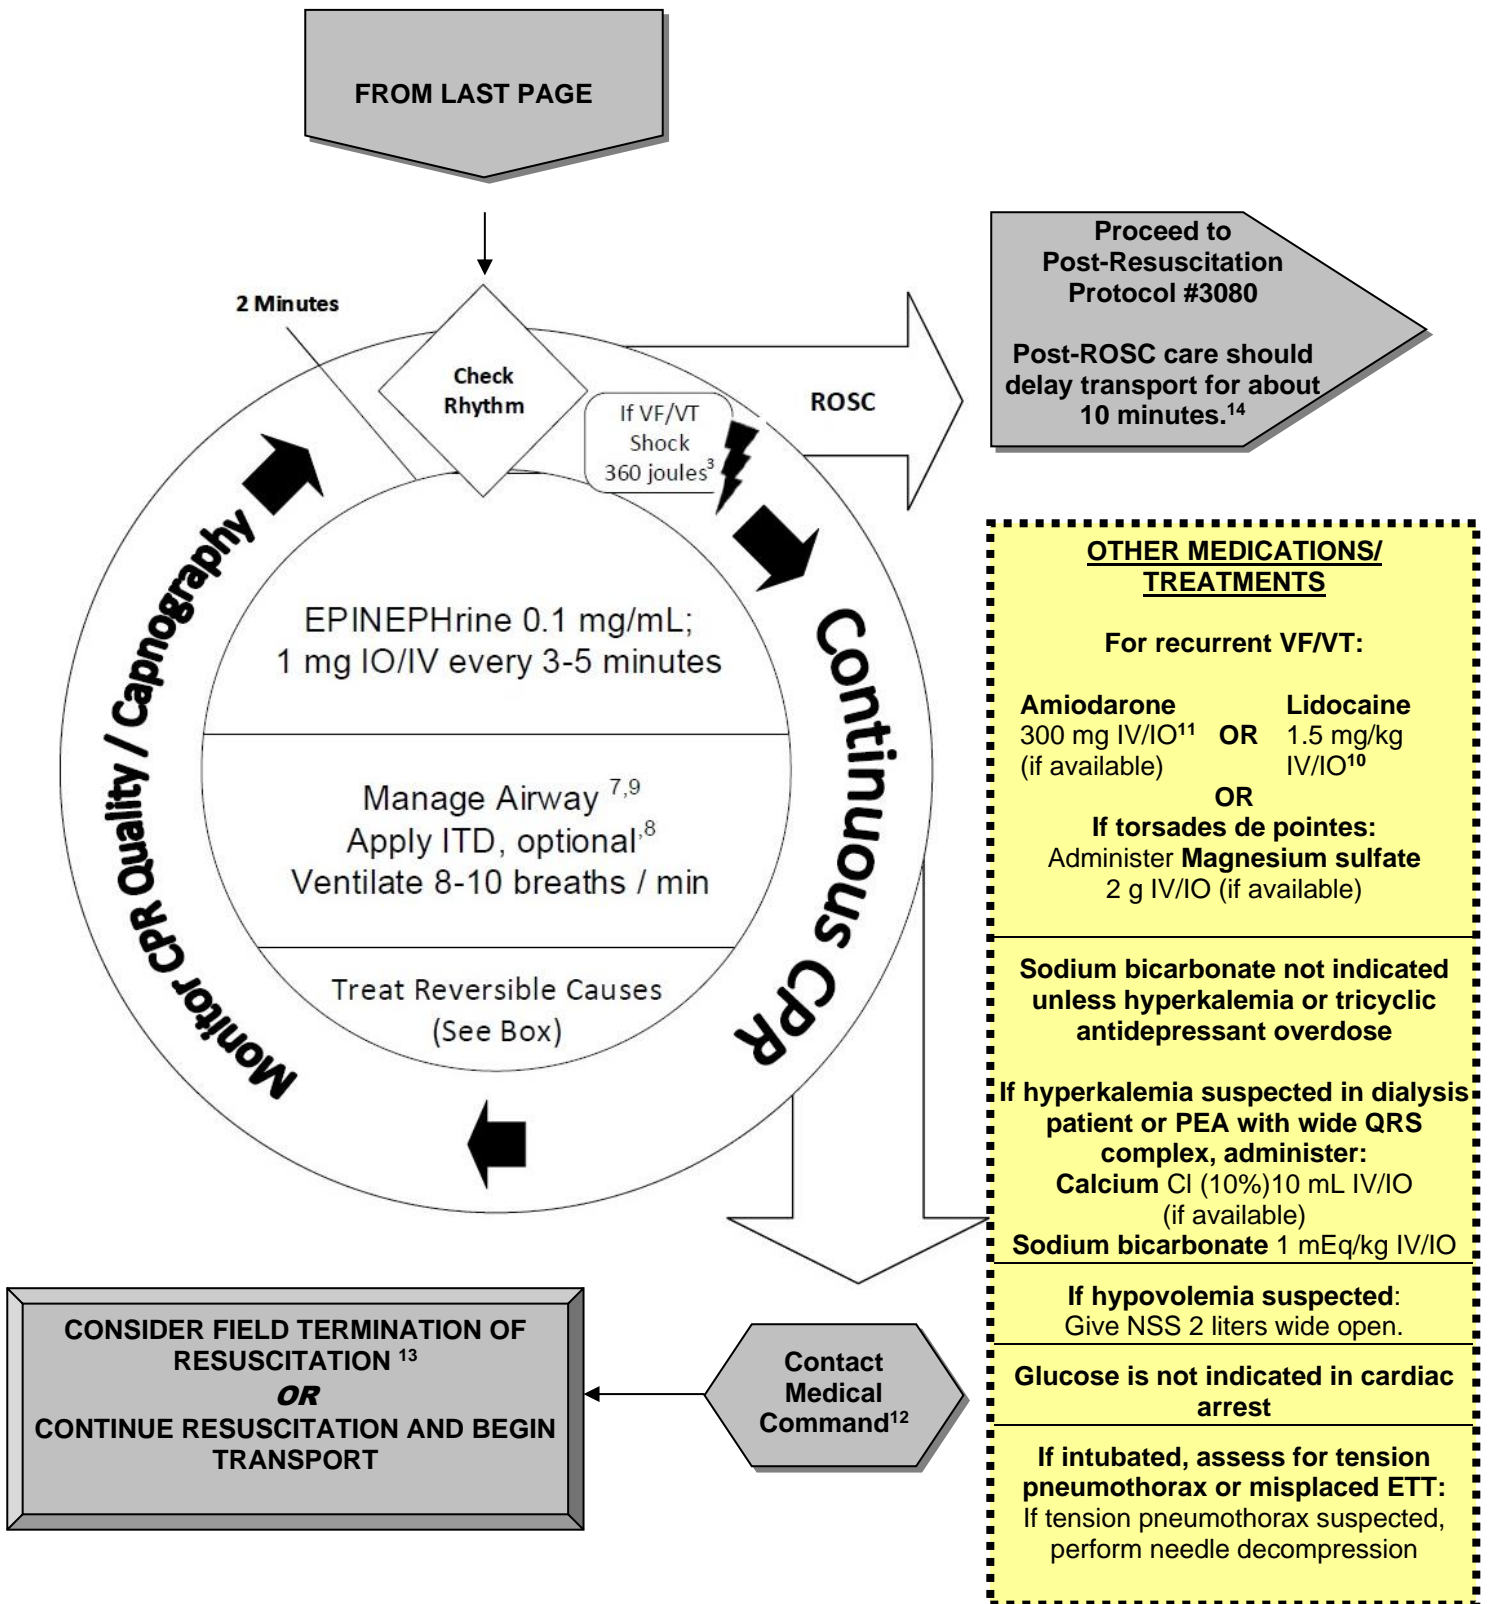 FROM LAST PAGE
2 Minutes
Check
Rhythm
If VF/VT
Shock
360 joules3
ROSC
Proceed to
Post-Resuscitation
Protocol #3080
Post-ROSC care should
delay transport for about
10 minutes.14
Monitor CPR Quality / Capnography
Continuous CPR
EPINEPHrine 0.1 mg/mL;
1 mg IO/IV every 3-5 minutes
Manage Airway 7,9
Apply ITD, optional,8
Ventilate 8-10 breaths / min
Treat Reversible Causes
(See Box)
OTHER MEDICATIONS/
TREATMENTS
For recurrent VF/VT:
Amiodarone
300 mg IV/IO11
(if available)
OR
Lidocaine
1.5 mg/kg
IV/IO10
OR
If torsades de pointes:
Administer Magnesium sulfate
2 g IV/IO (if available)
Sodium bicarbonate not indicated
unless hyperkalemia or tricyclic
antidepressant overdose
If hyperkalemia suspected in dialysis
patient or PEA with wide QRS
complex, administer:
Calcium Cl (10%)10 mL IV/IO
(if available)
Sodium bicarbonate 1 mEq/kg IV/IO
If hypovolemia suspected:
Give NSS 2 liters wide open.
Glucose is not indicated in cardiac
arrest
If intubated, assess for tension
pneumothorax or misplaced ETT:
If tension pneumothorax suspected,
perform needle decompression
Contact
Medical
Command12
CONSIDER FIELD TERMINATION OF
RESUSCITATION 13
OR
CONTINUE RESUSCITATION AND BEGIN
TRANSPORT